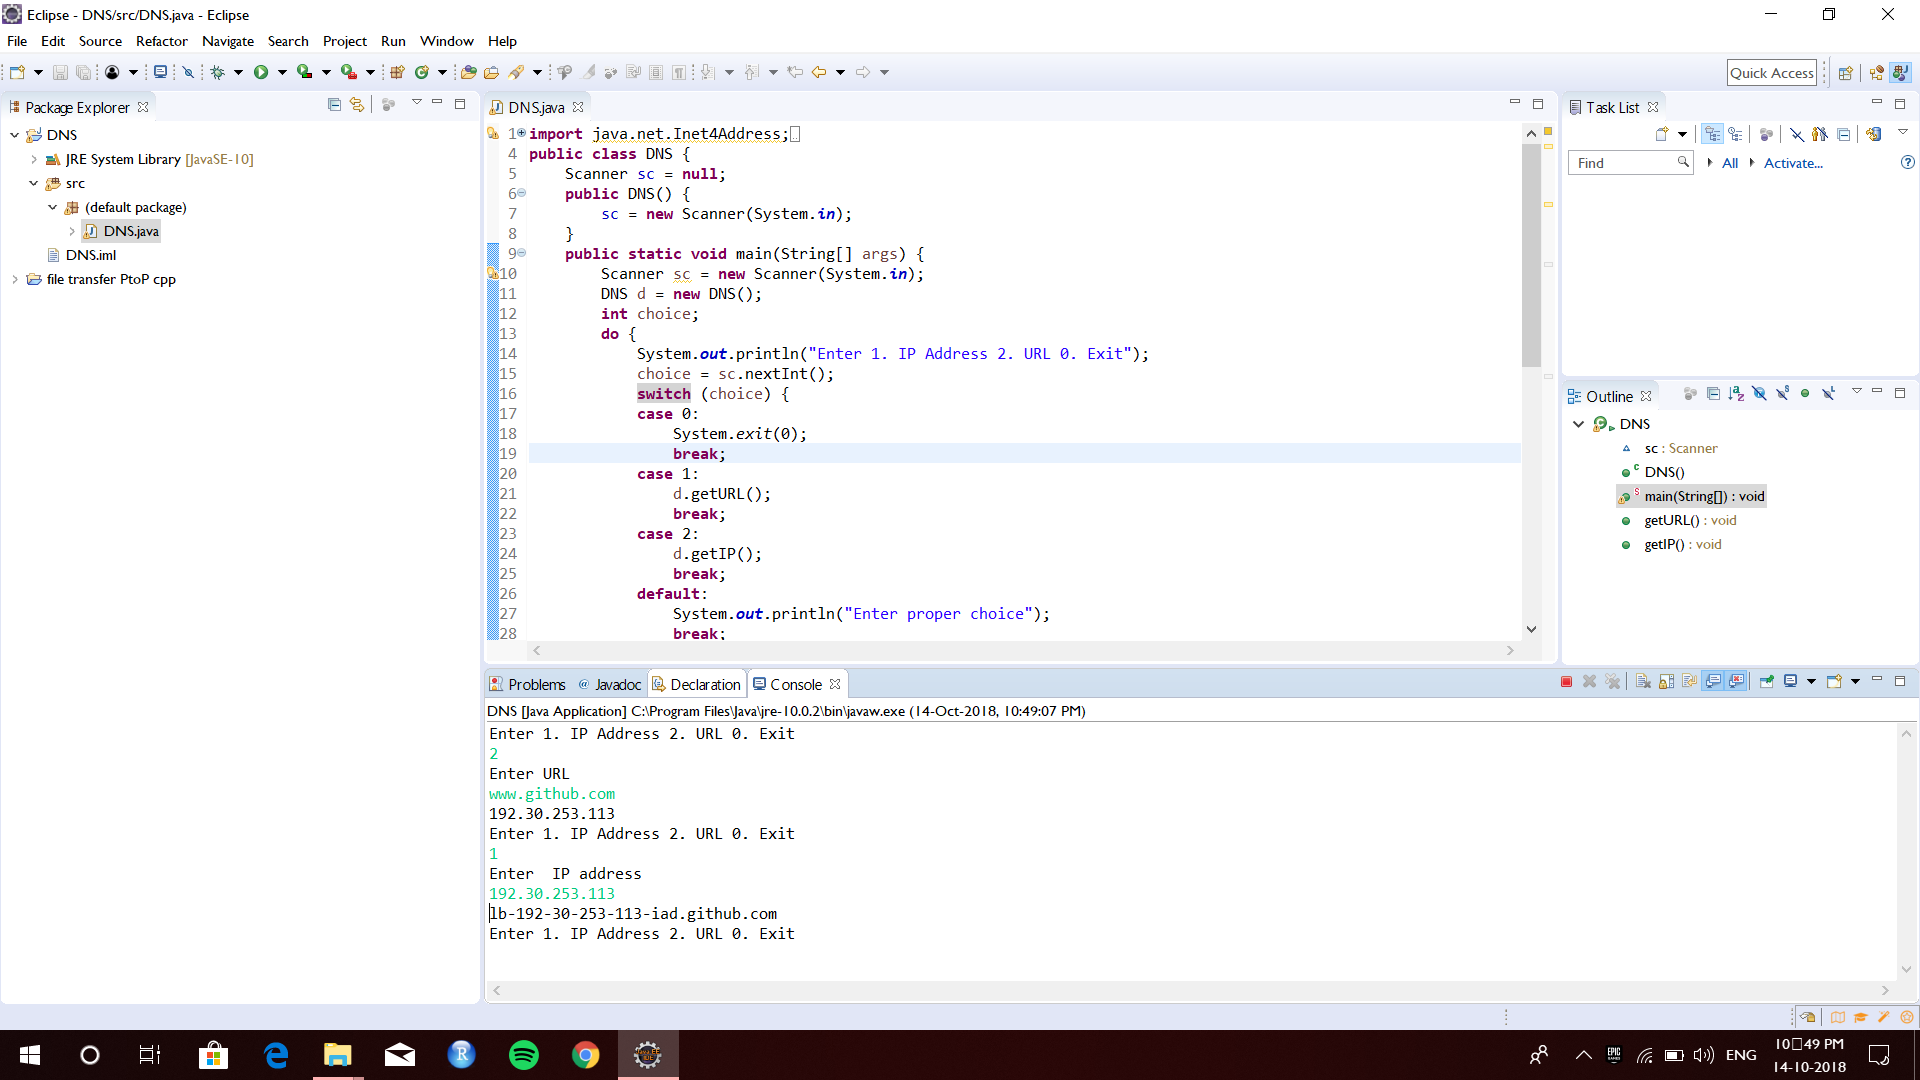 Eclipse - DNS/src/DNS.java - Eclipse
File Edit Source Refactor Navigate Search Project Run Window Help
Quick Access
Package Explorer
DNS
JRE System Library [JavaSE-10]
src
(default package)
DNS.java
DNS.iml
file transfer PtoP cpp
DNS.java
1 import java.net.Inet4Address;
4 public class DNS {
5 Scanner sc = null;
6 public DNS() {
7 sc = new Scanner(System.in);
8 }
9 public static void main(String[] args) {
10 Scanner sc = new Scanner(System.in);
11 DNS d = new DNS();
12 int choice;
13 do {
14 System.out.println("Enter 1. IP Address 2. URL 0. Exit");
15 choice = sc.nextInt();
16 switch (choice) {
17 case 0:
18 System.exit(0);
19 break;
20 case 1:
21 d.getURL();
22 break;
23 case 2:
24 d.getIP();
25 break;
26 default:
27 System.out.println("Enter proper choice");
28 break;
Task List
Find All Activate...
Outline
DNS
sc : Scanner
DNS()
main(String[]) : void
getURL() : void
getIP() : void
Problems Javadoc Declaration Console
DNS [Java Application] C:\Program Files\Java\jre-10.0.2\bin\javaw.exe (14-Oct-2018, 10:49:07 PM)
Enter 1. IP Address 2. URL 0. Exit
2
Enter URL
www.github.com
192.30.253.113
Enter 1. IP Address 2. URL 0. Exit
1
Enter  IP address
192.30.253.113
lb-192-30-253-113-iad.github.com
Enter 1. IP Address 2. URL 0. Exit
ENG
10□49 PM
14-10-2018